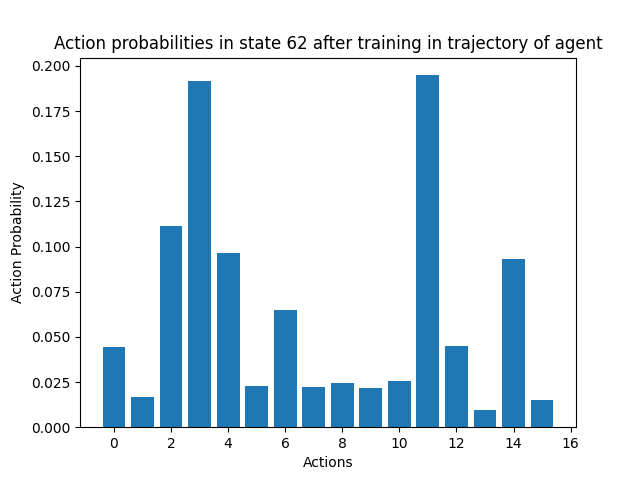 Action probabilities in state 62 after training in trajectory of agent
0.200
0.175
0.150
0.125
0.100
0.075
0.050
0.025
0.000
Action Probability
0 2 4 6 8 10 12 14 16
Actions